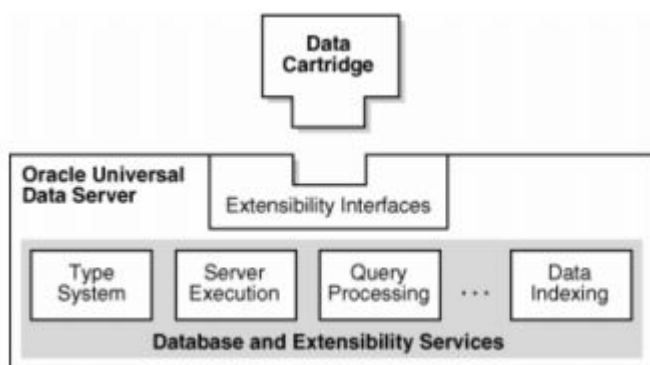 Data
Cartridge
Oracle Universal
Data Server
Extensibility Interfaces
Type
System
Server
Execution
Query
Processing
...
Data
Indexing
Database and Extensibility Services